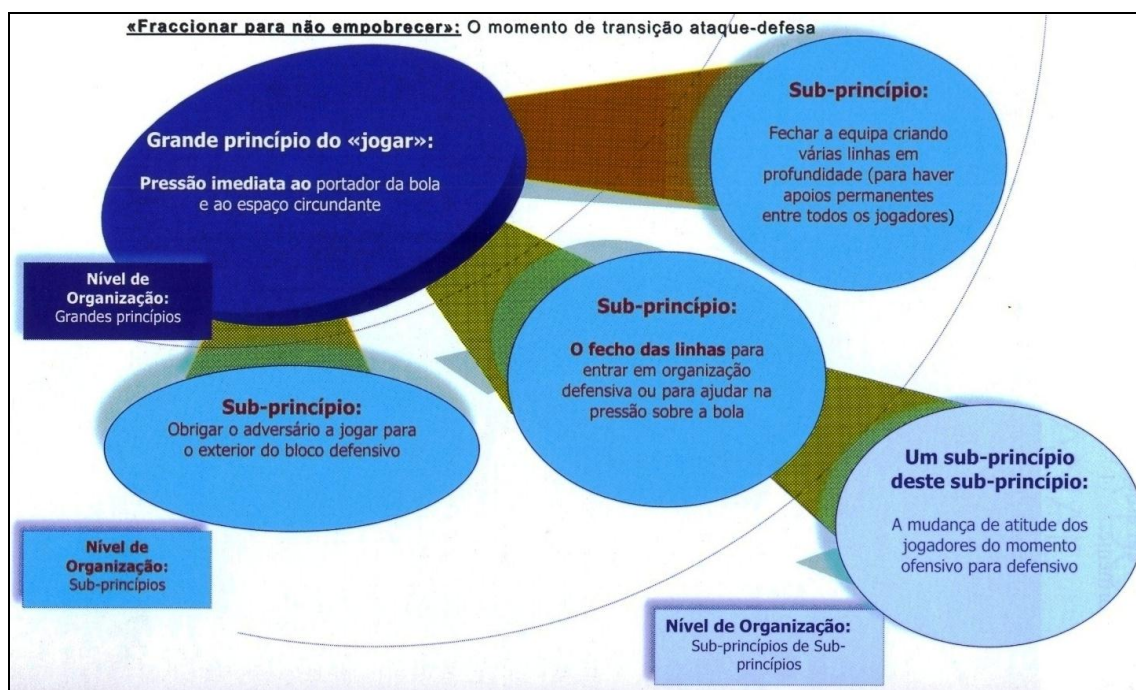 «Fraccionar para não empobrecer»: O momento de transição ataque-defesa
Grande princípio do «jogar»:
Pressão imediata ao portador da bola
e ao espaço circundante
Nível de
Organização:
Grandes princípios
Sub-princípio:
Fechar a equipa criando
várias linhas em
profundidade (para haver
apoios permanentes
entre todos os jogadores)
Sub-princípio:
O fecho das linhas para
entrar em organização
defensiva ou para ajudar na
pressão sobre a bola
Sub-princípio:
Obrigar o adversário a jogar para
o exterior do bloco defensivo
Um sub-princípio
deste sub-princípio:
A mudança de atitude dos
jogadores do momento
ofensivo para defensivo
Nível de
Organização:
Sub-princípios
Nível de Organização:
Sub-princípios de Sub-
princípios